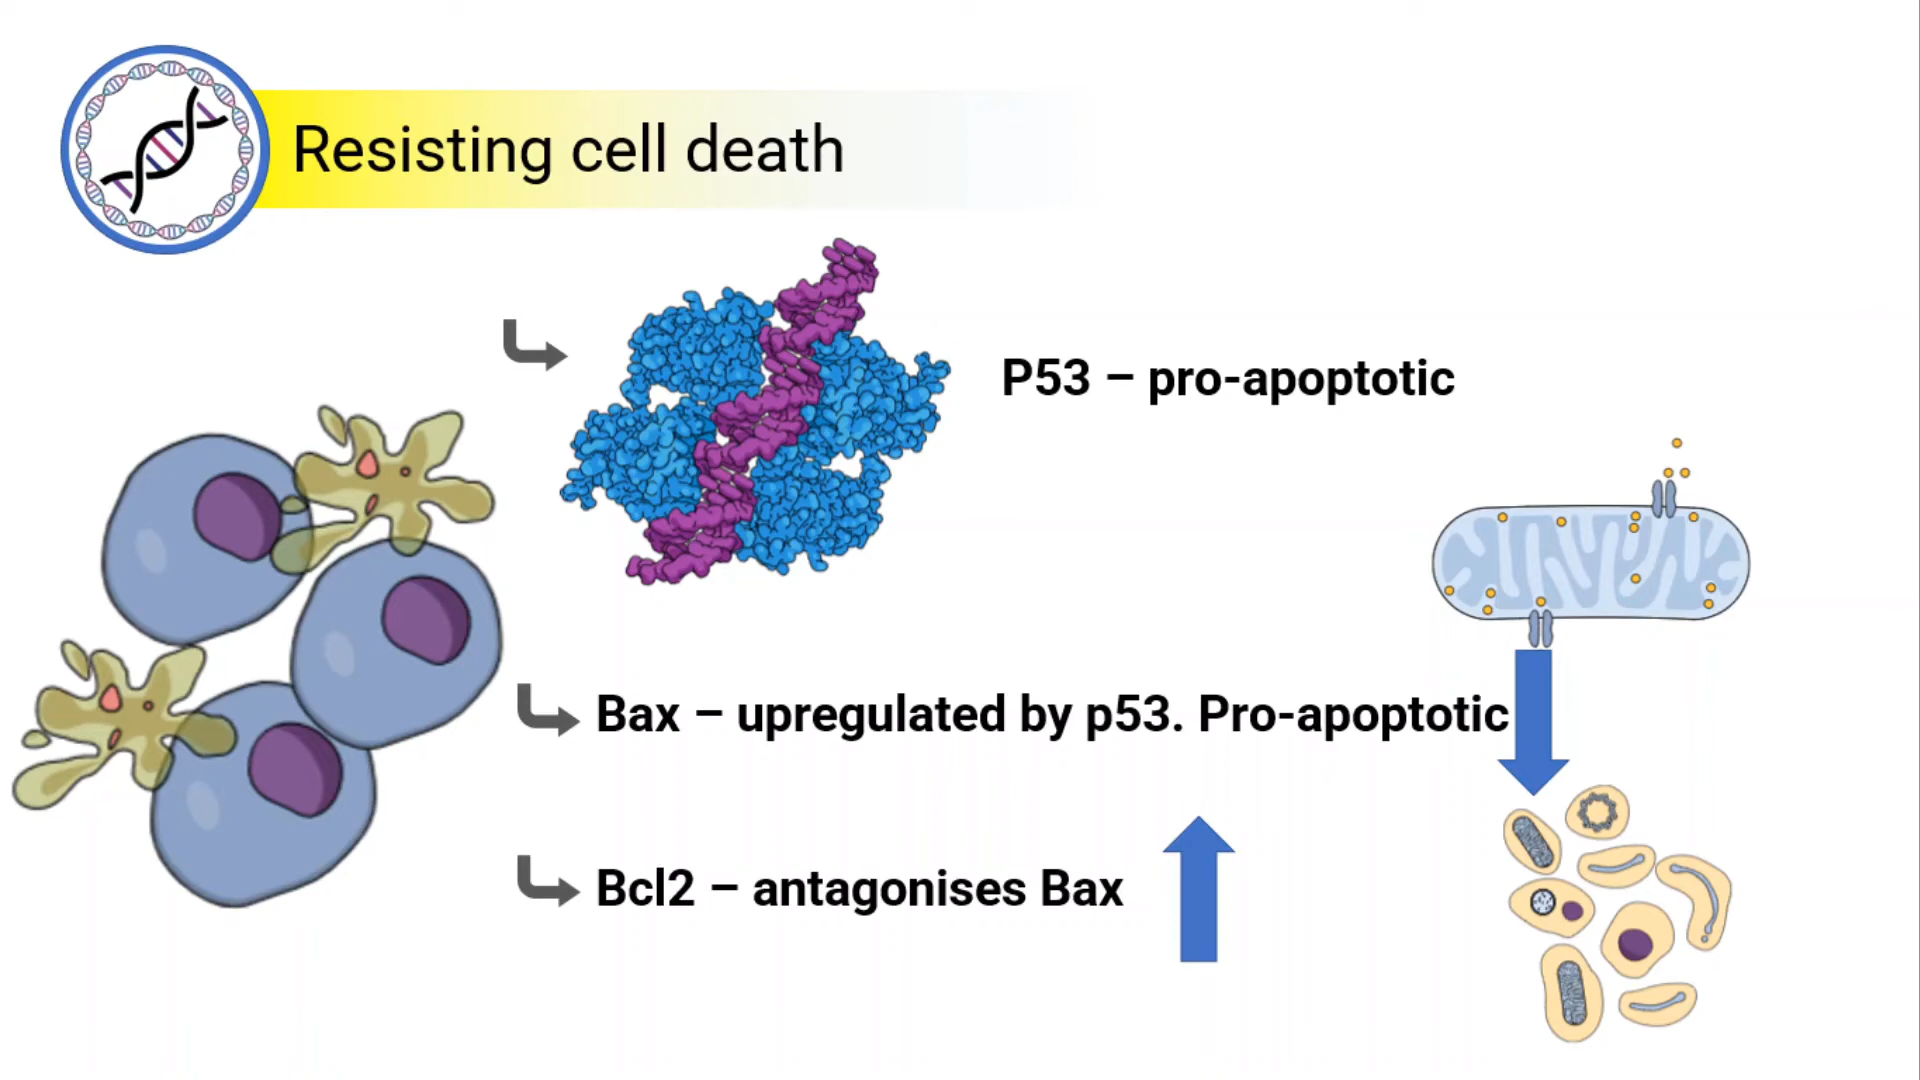 Resisting cell death
P53 – pro-apoptotic
Bax – upregulated by p53. Pro-apoptotic
Bcl2 – antagonises Bax